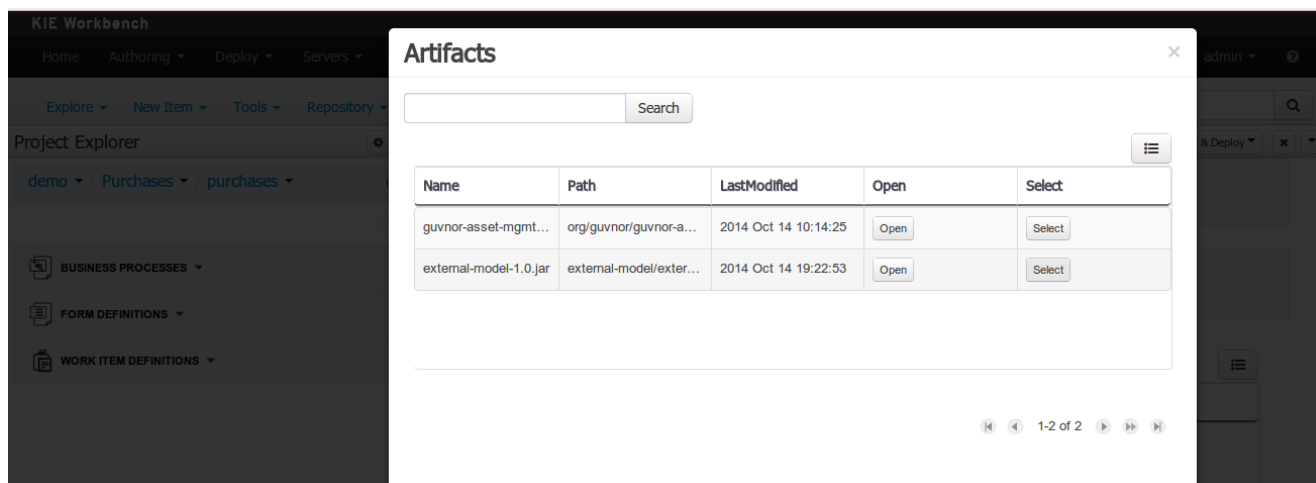 KIE Workbench
Home Authoring Deploy Servers admin
Artifacts
Explore New Item Tools Repository
Search
Project Explorer
& Deploy
demo / Purchases / purchases
Name Path LastModified Open Select
guvnor-asset-mgmt... org/guvnor/guvnor-a... 2014 Oct 14 10:14:25 Open Select
external-model-1.0.jar external-model/exter... 2014 Oct 14 19:22:53 Open Select
BUSINESS PROCESSES
FORM DEFINITIONS
WORK ITEM DEFINITIONS
1-2 of 2